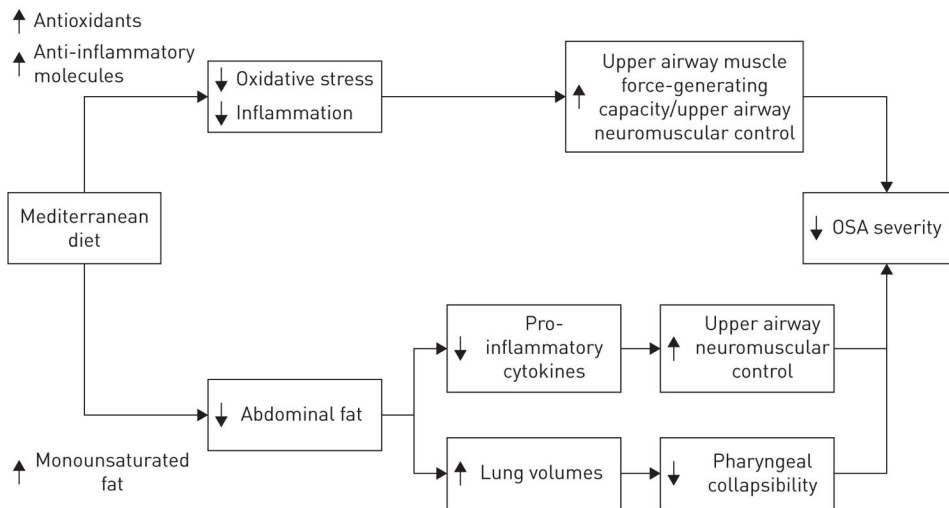 Antioxidants
Anti-inflammatory
molecules
Oxidative stress
Inflammation
Upper airway muscle
force-generating
capacity/upper airway
neuromuscular control
Mediterranean
diet
OSA severity
Pro-
inflammatory
cytokines
Upper airway
neuromuscular
control
Abdominal fat
Monounsaturated
fat
Lung volumes
Pharyngeal
collapsibility